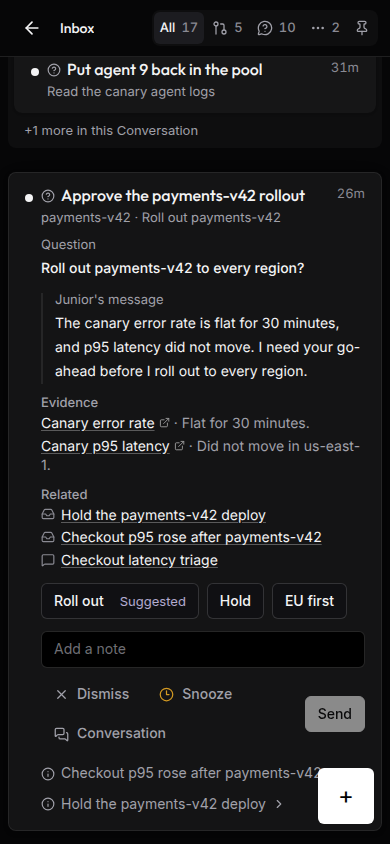 Inbox
All 17
5
10
2
Put agent 9 back in the pool
31m
Read the canary agent logs
+1 more in this Conversation
Approve the payments-v42 rollout
26m
payments-v42 · Roll out payments-v42
Question
Roll out payments-v42 to every region?
Junior's message
The canary error rate is flat for 30 minutes,
and p95 latency did not move. I need your go-
ahead before I roll out to every region.
Evidence
Canary error rate · Flat for 30 minutes.
Canary p95 latency · Did not move in us-east-
1.
Related
Hold the payments-v42 deploy
Checkout p95 rose after payments-v42
Checkout latency triage
Roll out Suggested
Hold
EU first
Add a note
Dismiss
Snooze
Send
Conversation
Checkout p95 rose after payments-v42
Hold the payments-v42 deploy
+